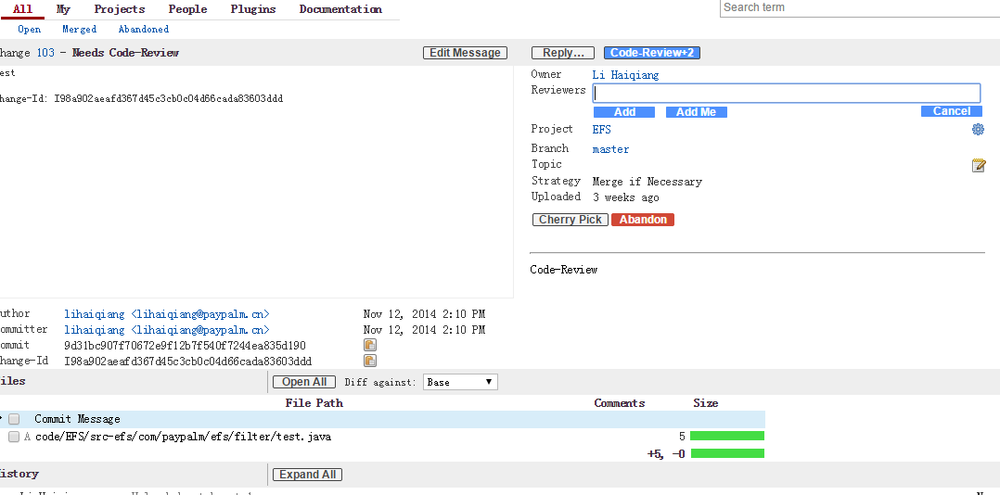 All My Projects People Plugins Documentation
Search term
Open Merged Abandoned
hange 103 - Needs Code-Review Edit Message Reply… Code-Review+2
est
hange-Id: I98a902aeafd367d45c3cb0c04d66cada83603ddd
Owner Li Haiqiang
Reviewers
Add Add Me Cancel
Project EFS
Branch master
Topic
Strategy Merge if Necessary
Uploaded 3 weeks ago
Cherry Pick Abandon
Code-Review
uthor lihaiqiang <lihaiqiang@paypalm.cn> Nov 12, 2014 2:10 PM
ommitter lihaiqiang <lihaiqiang@paypalm.cn> Nov 12, 2014 2:10 PM
ommit 9d31bc907f70672e9f12b7f540f7244ea835d190
hange-Id I98a902aeafd367d45c3cb0c04d66cada83603ddd
iles Open All Diff against: Base
File Path Comments Size
Commit Message
A code/EFS/src-efs/com/paypalm/efs/filter/test.java 5
+5, -0
istory Expand All